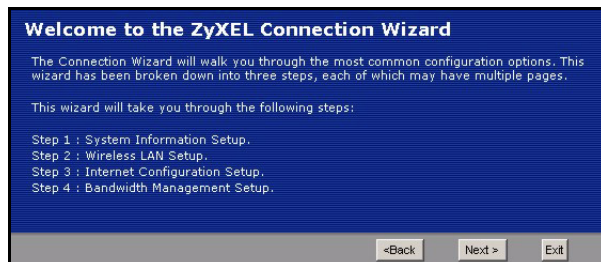 Welcome to the ZyXEL Connection Wizard
The Connection Wizard will walk you through the most common configuration options. This
wizard has been broken down into three steps, each of which may have multiple pages.
This wizard will take you through the following steps:
Step 1 : System Information Setup.
Step 2 : Wireless LAN Setup.
Step 3 : Internet Configuration Setup.
Step 4 : Bandwidth Management Setup.
<Back Next > Exit